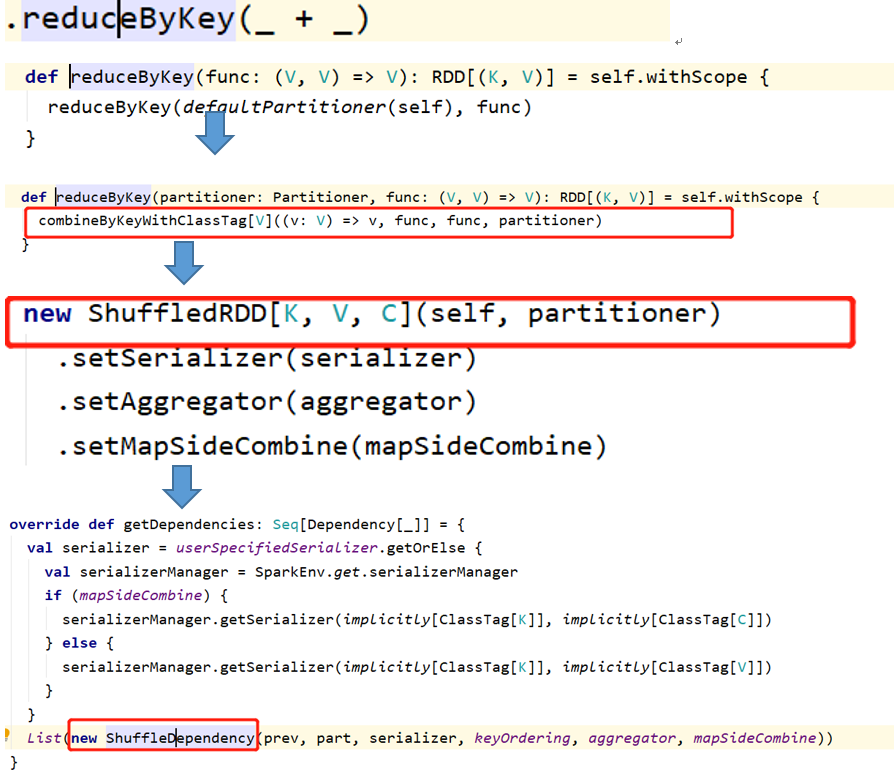 .reduceByKey(_ + _)
def reduceByKey(func: (V, V) => V): RDD[(K, V)] = self.withScope {
  reduceByKey(defaultPartitioner(self), func)
}
def reduceByKey(partitioner: Partitioner, func: (V, V) => V): RDD[(K, V)] = self.withScope {
  combineByKeyWithClassTag[V]((v: V) => v, func, func, partitioner)
}
new ShuffledRDD[K, V, C](self, partitioner)
  .setSerializer(serializer)
  .setAggregator(aggregator)
  .setMapSideCombine(mapSideCombine)
override def getDependencies: Seq[Dependency[_]] = {
  val serializer = userSpecifiedSerializer.getOrElse {
    val serializerManager = SparkEnv.get.serializerManager
    if (mapSideCombine) {
      serializerManager.getSerializer(implicitly[ClassTag[K]], implicitly[ClassTag[C]])
    } else {
      serializerManager.getSerializer(implicitly[ClassTag[K]], implicitly[ClassTag[V]])
    }
  }
  List(new ShuffleDependency(prev, part, serializer, keyOrdering, aggregator, mapSideCombine))
}